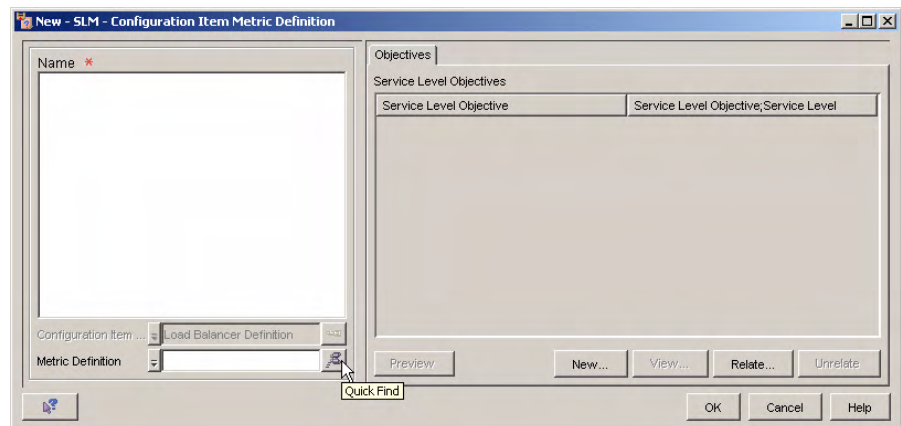 New - SLM - Configuration Item Metric Definition
Name *
Configuration Item ... Load Balancer Definition
Metric Definition
Quick Find
Objectives
Service Level Objectives
Service Level Objective Service Level Objective;Service Level
Preview New... View... Relate... Unrelate
OK Cancel Help